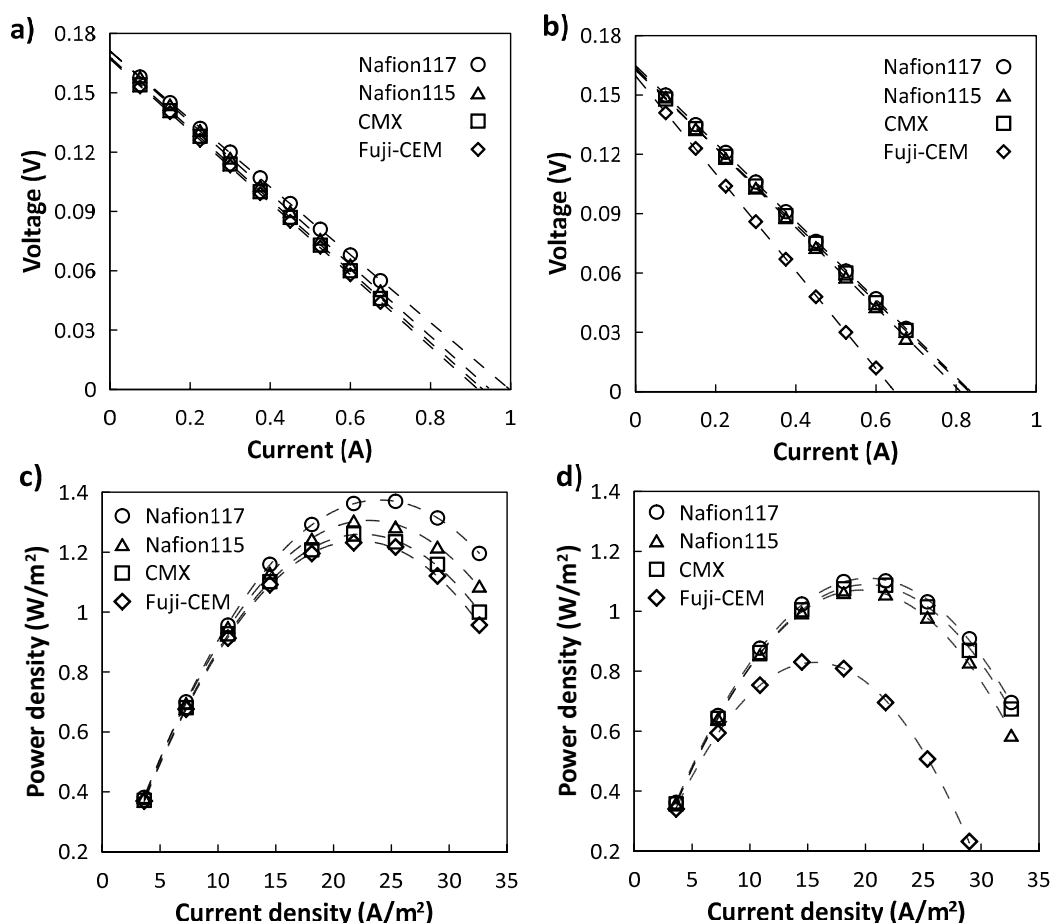 a)
0.18
0.15
0.12
0.09
0.06
0.03
0
Voltage (V)
Nafion117
Nafion115
CMX
Fuji-CEM
0 0.2 0.4 0.6 0.8 1
Current (A)
b)
0.18
0.15
0.12
0.09
0.06
0.03
0
Voltage (V)
Nafion117
Nafion115
CMX
Fuji-CEM
0 0.2 0.4 0.6 0.8 1
Current (A)
c)
1.4
1.2
1
0.8
0.6
0.4
0.2
Power density (W/m²)
Nafion117
Nafion115
CMX
Fuji-CEM
0 5 10 15 20 25 30 35
Current density (A/m²)
d)
1.4
1.2
1
0.8
0.6
0.4
0.2
Power density (W/m²)
Nafion117
Nafion115
CMX
Fuji-CEM
0 5 10 15 20 25 30 35
Current density (A/m²)